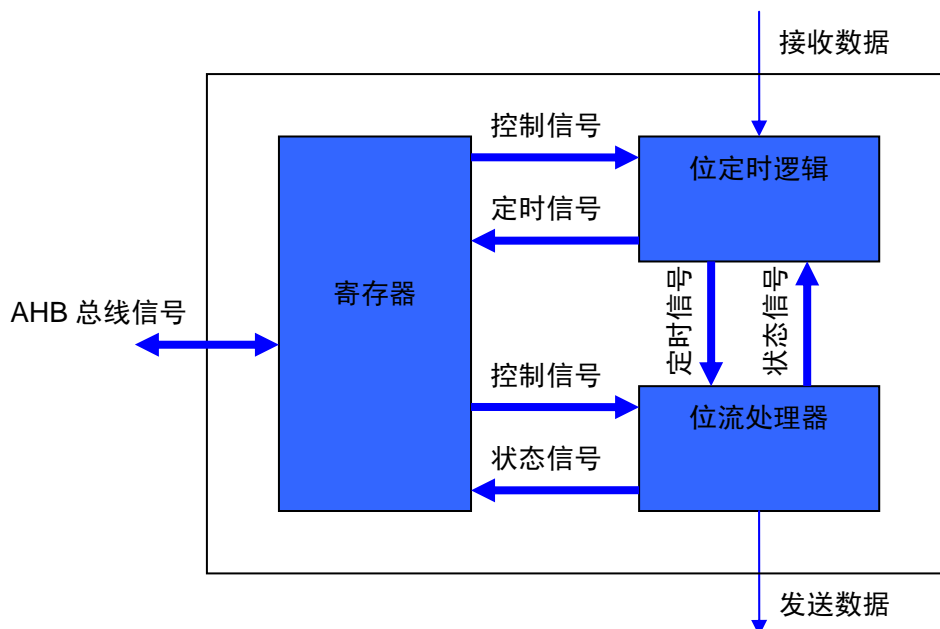 接收数据
控制信号
位定时逻辑
定时信号
寄存器
AHB 总线信号
定时信号
状态信号
控制信号
位流处理器
状态信号
发送数据